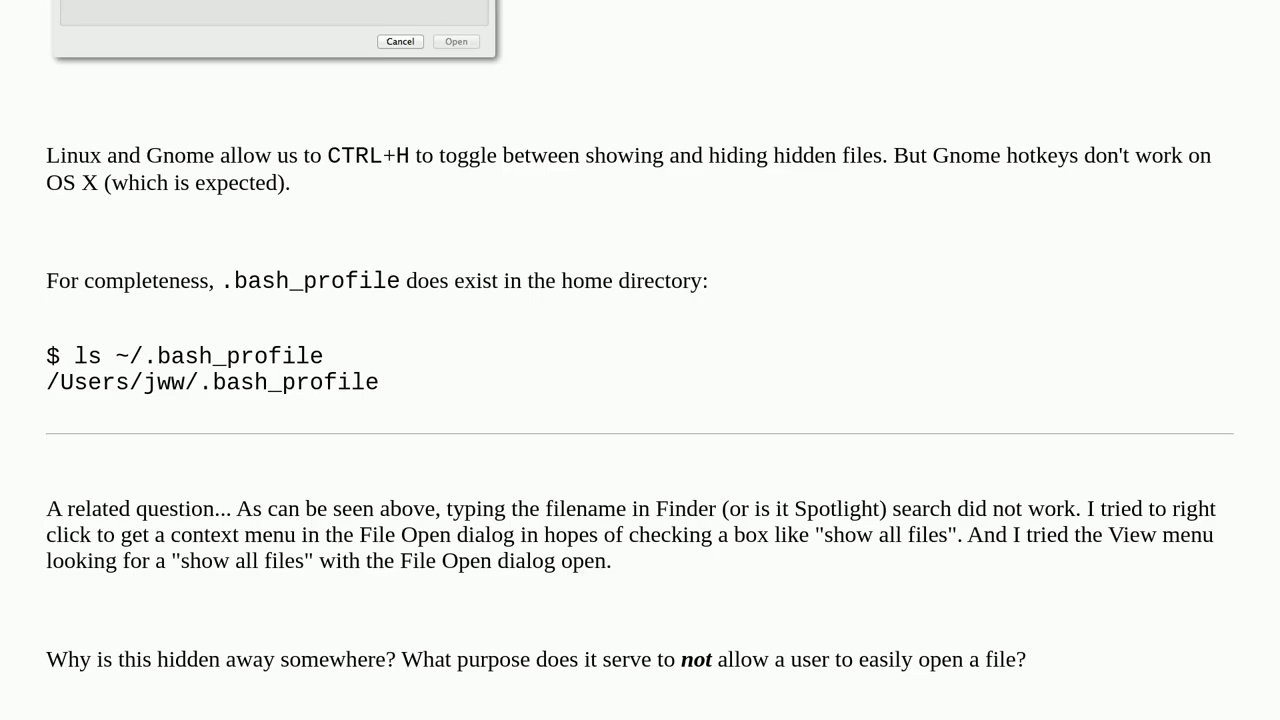 Cancel Open
Linux and Gnome allow us to CTRL+H to toggle between showing and hiding hidden files. But Gnome hotkeys don't work on
OS X (which is expected).
For completeness, .bash_profile does exist in the home directory:
$ ls ~/.bash_profile
/Users/jww/.bash_profile
A related question... As can be seen above, typing the filename in Finder (or is it Spotlight) search did not work. I tried to right
click to get a context menu in the File Open dialog in hopes of checking a box like "show all files". And I tried the View menu
looking for a "show all files" with the File Open dialog open.
Why is this hidden away somewhere? What purpose does it serve to not allow a user to easily open a file?